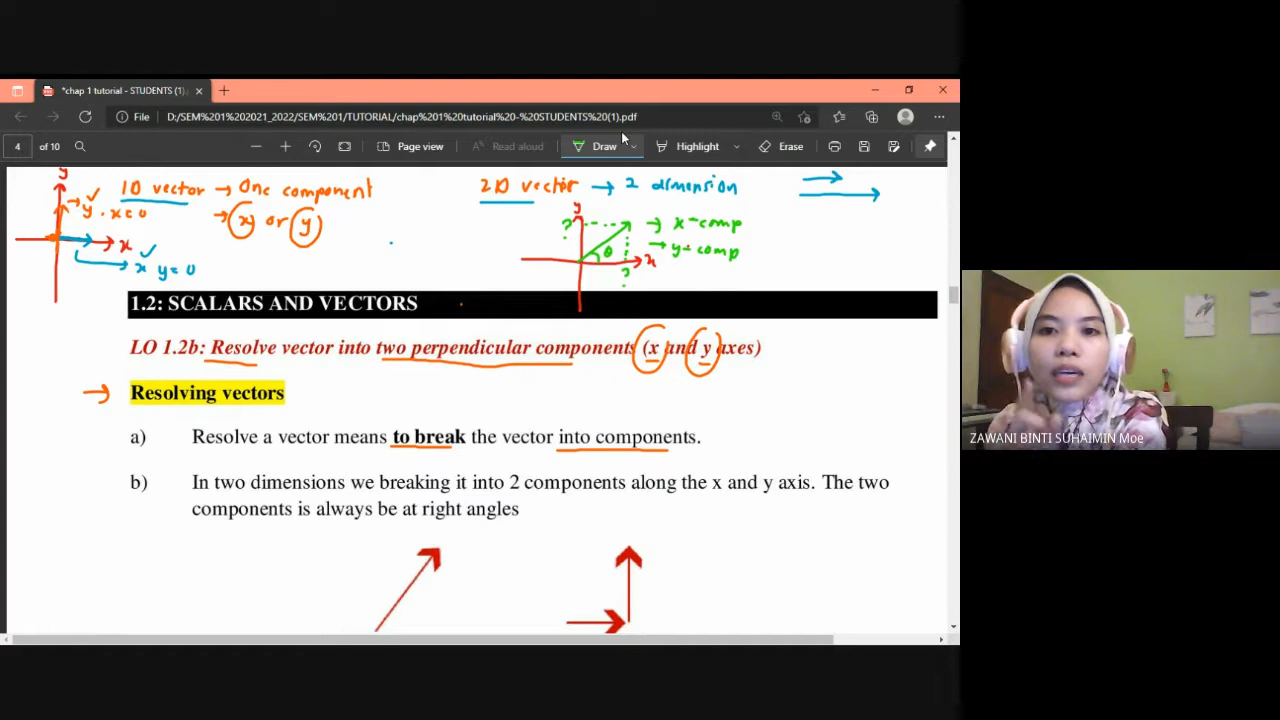 *chap 1 tutorial - STUDENTS (1).
File
D:/SEM%201%202021_2022/SEM%201/TUTORIAL/chap%201%20tutorial%20-%20STUDENTS%20(1).pdf
4 of 10
Page view
Read aloud
Draw
Highlight
Erase
y
1D vector → One component
→ x or y
y x=0
x
x y=0
2D vector → 2 dimension
y
? → x-comp
θ → y-comp
x
?
1.2: SCALARS AND VECTORS
LO 1.2b: Resolve vector into two perpendicular components (x and y axes)
→ Resolving vectors
a) Resolve a vector means to break the vector into components.
b) In two dimensions we breaking it into 2 components along the x and y axis. The two
components is always be at right angles
ZAWANI BINTI SUHAIMIN Moe